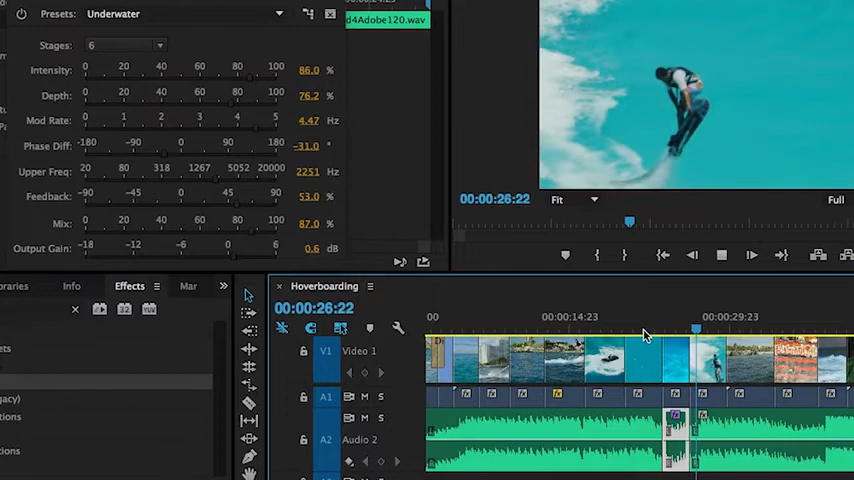 Presets: Underwater
d4Adobe120.wav
Stages: 6
Intensity: 0 20 40 60 80 100 86.0 %
Depth: 0 20 40 60 80 100 76.2 %
Mod Rate: 0 1 2 3 4 5 4.47 Hz
Phase Diff: -180 -90 0 90 180 -31.0 °
Upper Freq: 20 80 318 1267 5052 20000 2251 Hz
Feedback: -90 -45 0 45 90 53.0 %
Mix: 0 20 40 60 80 100 87.0 %
Output Gain: -18 -12 -6 0 6 0.6 dB
00:00:26:22 Fit Full
raries Info Effects Mar
× Hoverboarding
00:00:26:22
00 00:00:14:23 00:00:29:23
32 YUV
V1 Video 1
A1 M S
A2 M S
Audio 2
ets
acy)
tions
ions